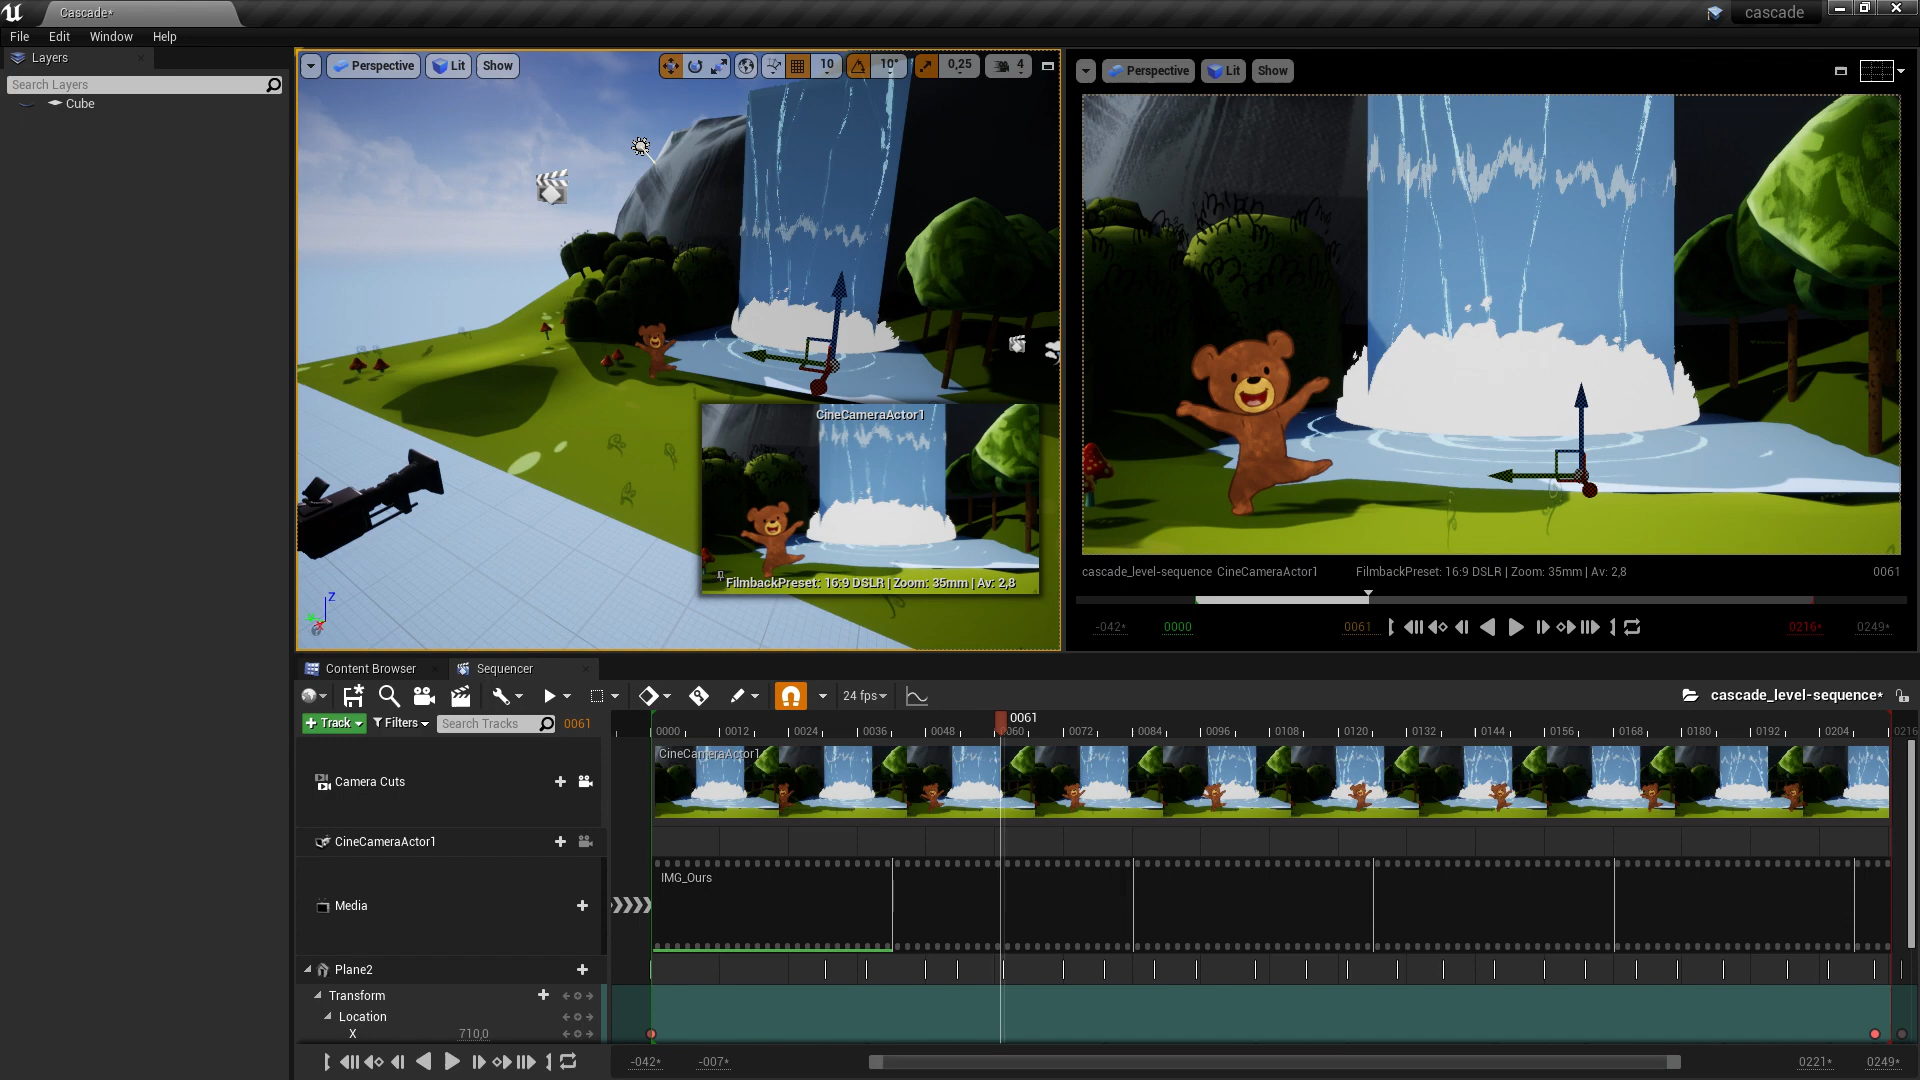 Cascade*
cascade
File Edit Window Help
Layers
Search Layers
Cube
Perspective Lit Show
10 10° 0,25 4
CineCameraActor1
FilmbackPreset: 16:9 DSLR | Zoom: 35mm | Av: 2,8
Z
Perspective Lit Show
cascade_level-sequence CineCameraActor1 FilmbackPreset: 16:9 DSLR | Zoom: 35mm | Av: 2,8 0061
-042* 0000 0061 0216* 0249*
Content Browser Sequencer
24 fps
cascade_level-sequence*
Track Filters Search Tracks 0061
0061
0000 0012 0024 0036 0048 0060 0072 0084 0096 0108 0120 0132 0144 0156 0168 0180 0192 0204 0216
CineCameraActor1
Camera Cuts
CineCameraActor1
IMG_Ours
Media
Plane2
Transform
Location
X 710,0
-042* -007* 0221* 0249*